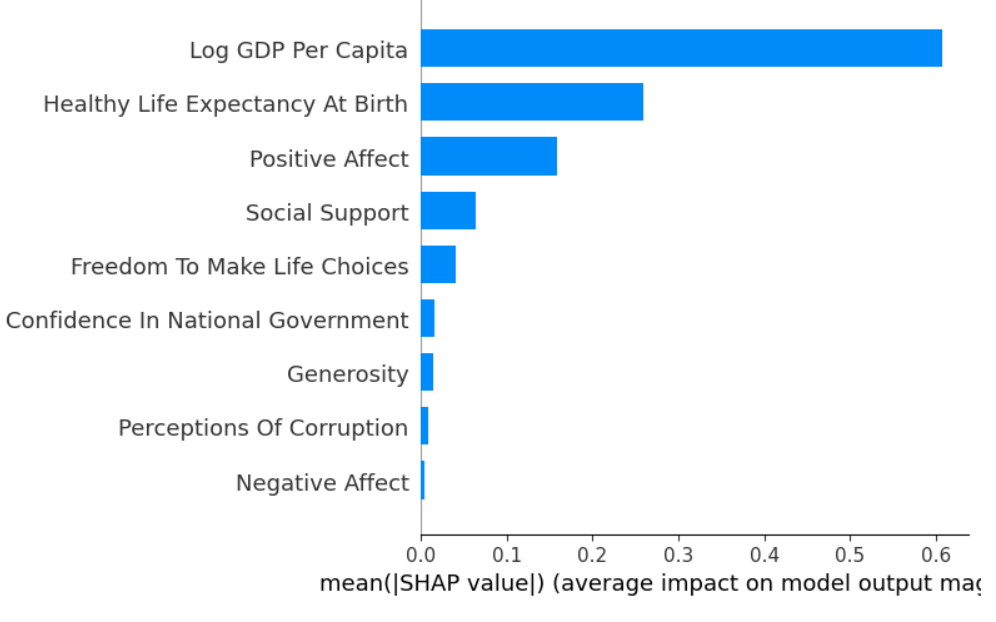 Log GDP Per Capita
Healthy Life Expectancy At Birth
Positive Affect
Social Support
Freedom To Make Life Choices
Confidence In National Government
Generosity
Perceptions Of Corruption
Negative Affect
0.0 0.1 0.2 0.3 0.4 0.5 0.6
mean(|SHAP value|) (average impact on model output